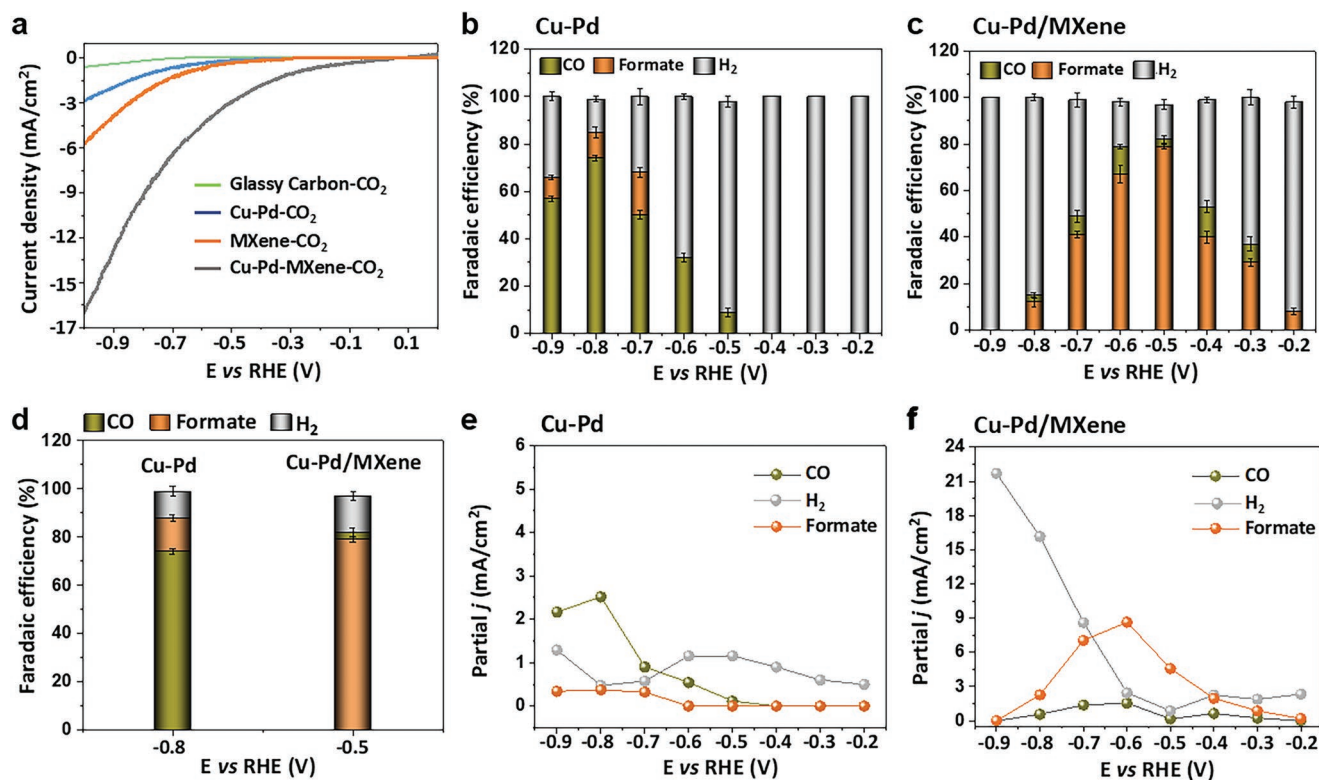 a
0
-3
-6
-9
-12
-15
-17
Current density (mA/cm²)
Glassy Carbon-CO₂
Cu-Pd-CO₂
MXene-CO₂
Cu-Pd-MXene-CO₂
-0.9 -0.7 -0.5 -0.3 -0.1 0.1
E vs RHE (V)
b Cu-Pd
120
100
80
60
40
20
0
Faradaic efficiency (%)
CO Formate H₂
-0.9 -0.8 -0.7 -0.6 -0.5 -0.4 -0.3 -0.2
E vs RHE (V)
c Cu-Pd/MXene
120
100
80
60
40
20
0
Faradaic efficiency (%)
CO Formate H₂
-0.9 -0.8 -0.7 -0.6 -0.5 -0.4 -0.3 -0.2
E vs RHE (V)
d
CO Formate H₂
120
100
80
60
40
20
0
Faradaic efficiency (%)
Cu-Pd Cu-Pd/MXene
-0.8 -0.5
E vs RHE (V)
e Cu-Pd
6
5
4
3
2
1
0
Partial j (mA/cm²)
CO
H₂
Formate
-0.9 -0.8 -0.7 -0.6 -0.5 -0.4 -0.3 -0.2
E vs RHE (V)
f Cu-Pd/MXene
24
21
18
15
12
9
6
3
0
Partial j (mA/cm²)
CO
H₂
Formate
-0.9 -0.8 -0.7 -0.6 -0.5 -0.4 -0.3 -0.2
E vs RHE (V)